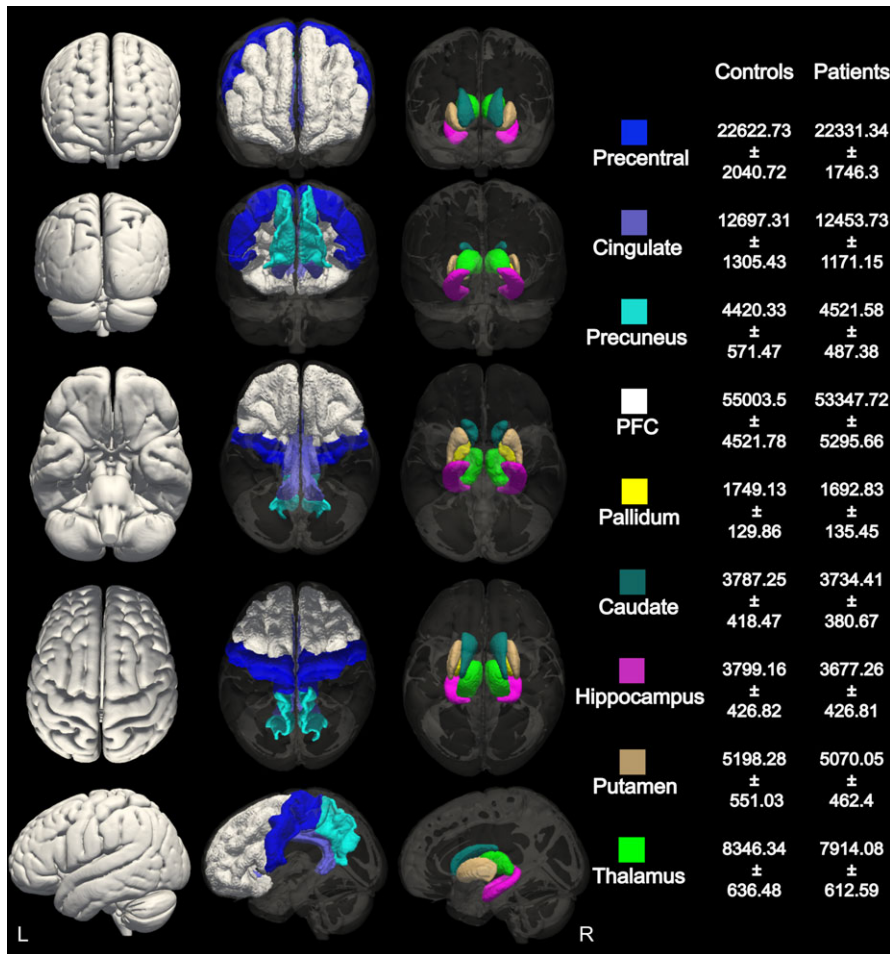 Controls Patients
22622.73 22331.34
± ±
Precentral 2040.72 1746.3
12697.31 12453.73
± ±
Cingulate 1305.43 1171.15
4420.33 4521.58
± ±
Precuneus 571.47 487.38
55003.5 53347.72
± ±
PFC 4521.78 5295.66
1749.13 1692.83
± ±
Pallidum 129.86 135.45
3787.25 3734.41
± ±
Caudate 418.47 380.67
3799.16 3677.26
± ±
Hippocampus 426.82 426.81
5198.28 5070.05
± ±
Putamen 551.03 462.4
8346.34 7914.08
± ±
Thalamus 636.48 612.59
L R